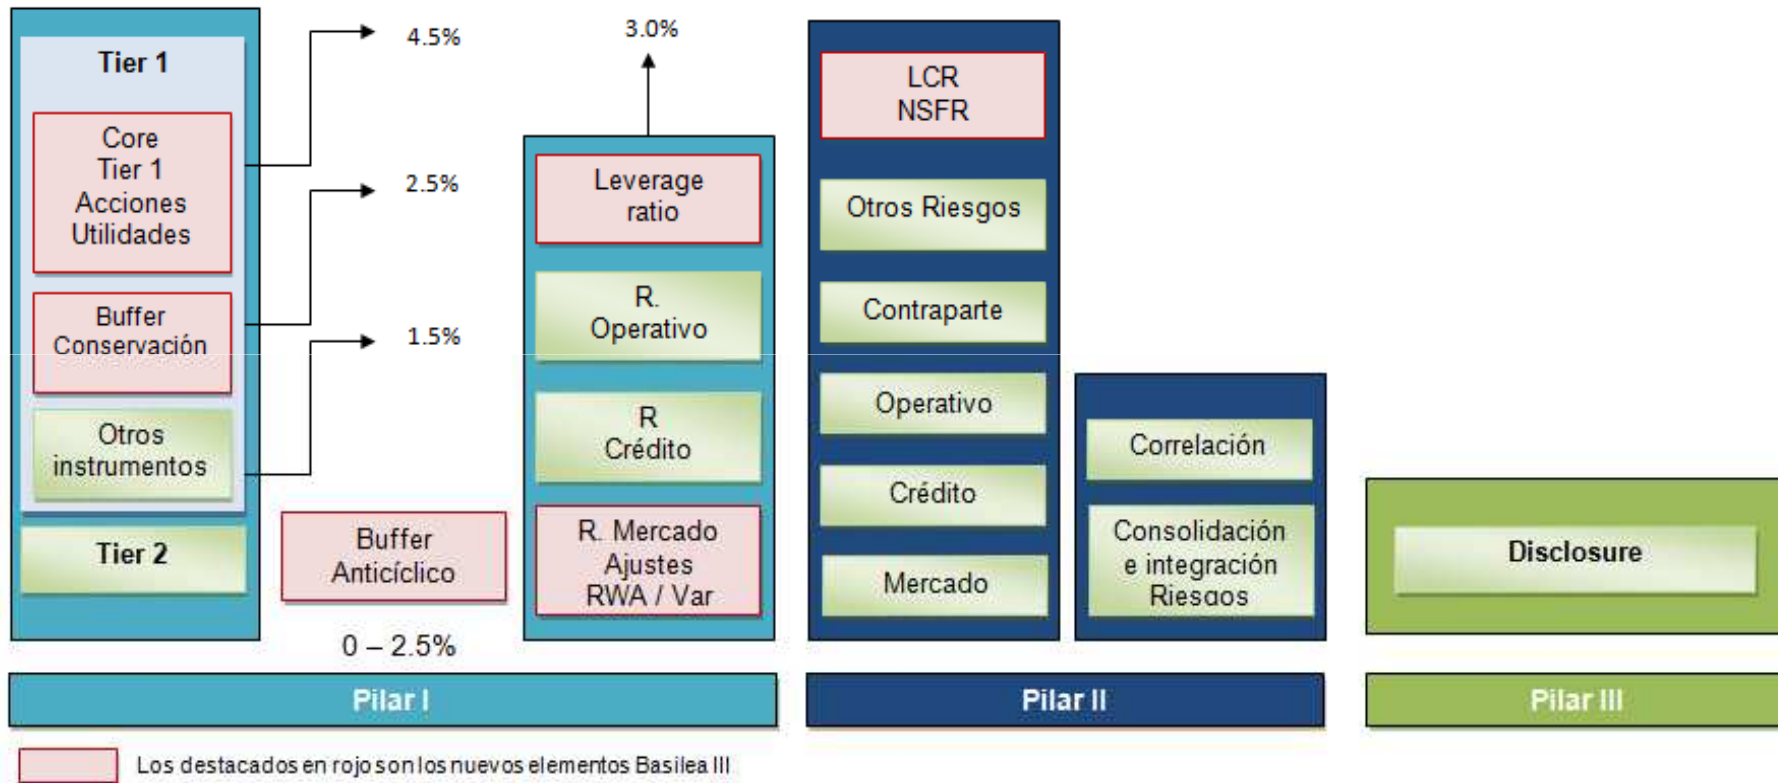 Tier 1
Core
Tier 1
Acciones
Utilidades
Buffer
Conservación
Otros
instrumentos
Tier 2
4.5%
2.5%
1.5%
Buffer
Anticíclico
0 – 2.5%
3.0%
Leverage
ratio
R.
Operativo
R
Crédito
R. Mercado
Ajustes
RWA / Var
Pilar I
LCR
NSFR
Otros Riesgos
Contraparte
Operativo
Crédito
Mercado
Correlación
Consolidación
e integración
Riesgos
Pilar II
Disclosure
Pilar III
Los destacados en rojo son los nuevos elementos Basilea III